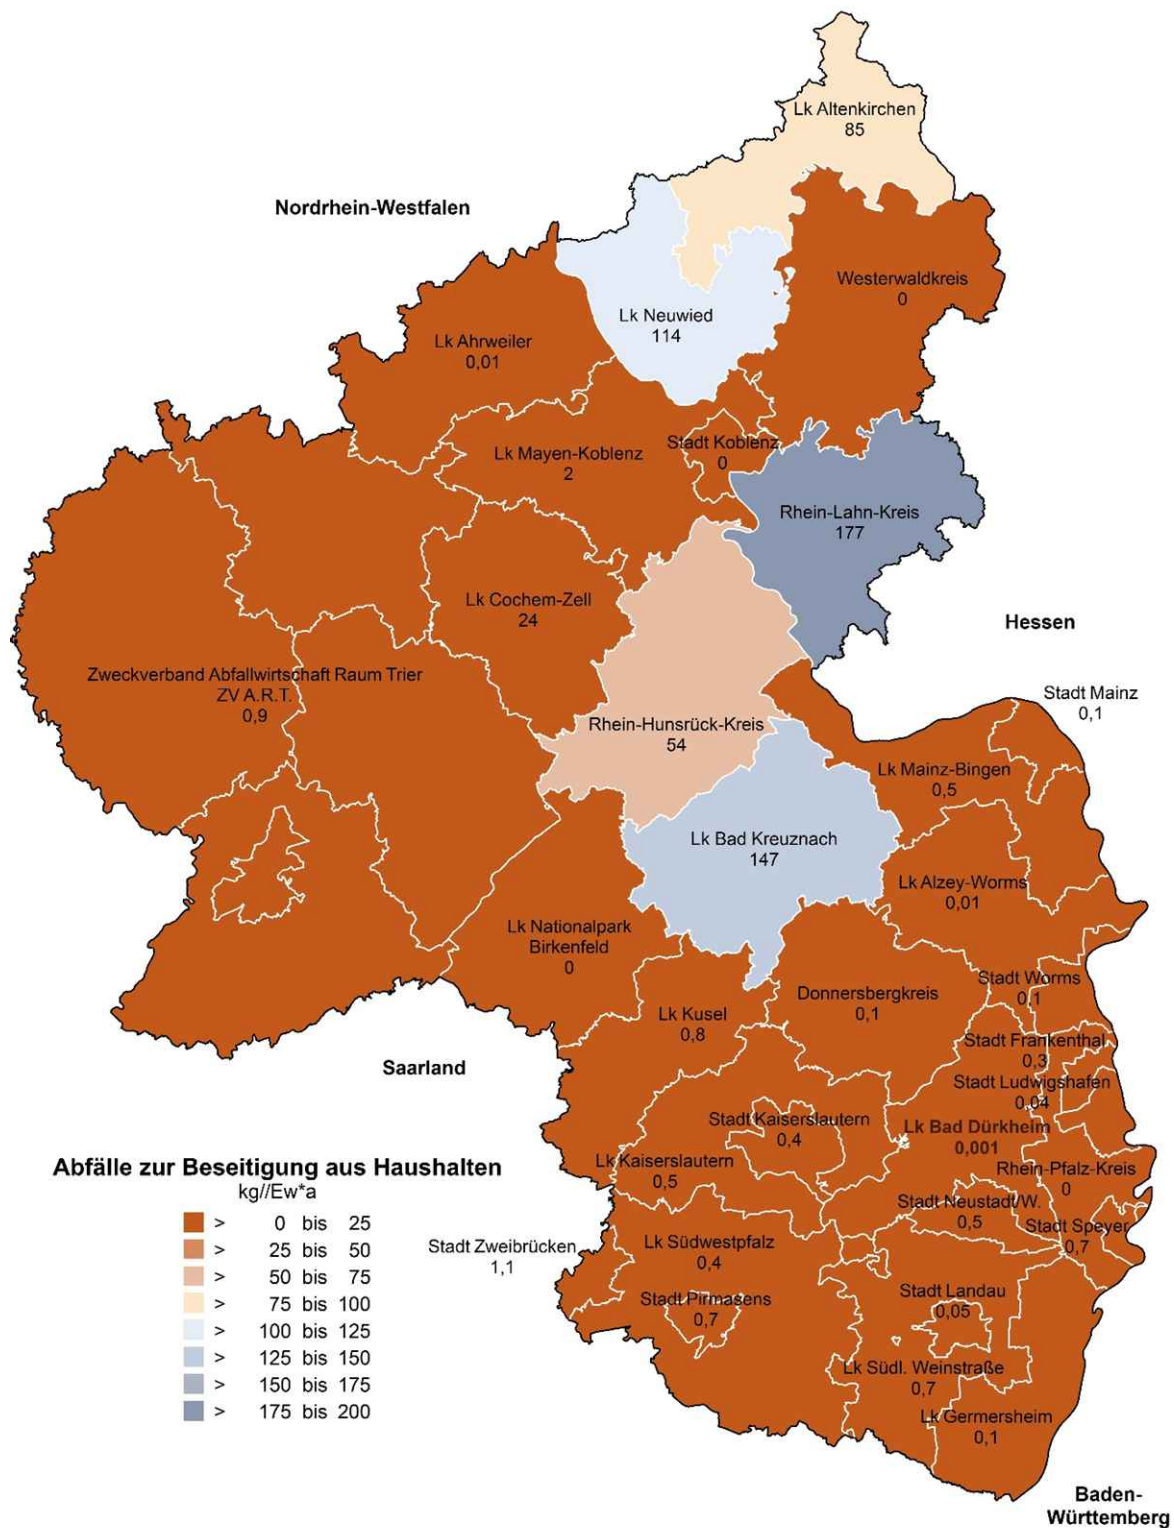 Lk Altenkirchen
85
Nordrhein-Westfalen
Westerwaldkreis
0
Lk Neuwied
114
Lk Ahrweiler
0,01
Stadt Koblenz
0
Lk Mayen-Koblenz
2
Rhein-Lahn-Kreis
177
Lk Cochem-Zell
24
Hessen
Zweckverband Abfallwirtschaft Raum Trier
ZV A.R.T.
0,9
Stadt Mainz
0,1
Rhein-Hunsrück-Kreis
54
Lk Mainz-Bingen
0,5
Lk Bad Kreuznach
147
Lk Alzey-Worms
0,01
Lk Nationalpark
Birkenfeld
0
Stadt Worms
0,1
Donnersbergkreis
0,1
Lk Kusel
0,8
Stadt Frankenthal
0,3
Saarland
Stadt Ludwigshafen
0,04
Stadt Kaiserslautern
0,4
Lk Bad Dürkheim
0,001
Lk Kaiserslautern
0,5
Rhein-Pfalz-Kreis
0
Stadt Neustadt/W.
0,5
Stadt Speyer
0,7
Lk Südwestpfalz
0,4
Stadt Zweibrücken
1,1
Stadt Pirmasens
0,7
Stadt Landau
0,05
Lk Südl. Weinstraße
0,7
Lk Germersheim
0,1
Baden-
Württemberg
Abfälle zur Beseitigung aus Haushalten
kg//Ew*a
> 0 bis 25
> 25 bis 50
> 50 bis 75
> 75 bis 100
> 100 bis 125
> 125 bis 150
> 150 bis 175
> 175 bis 200